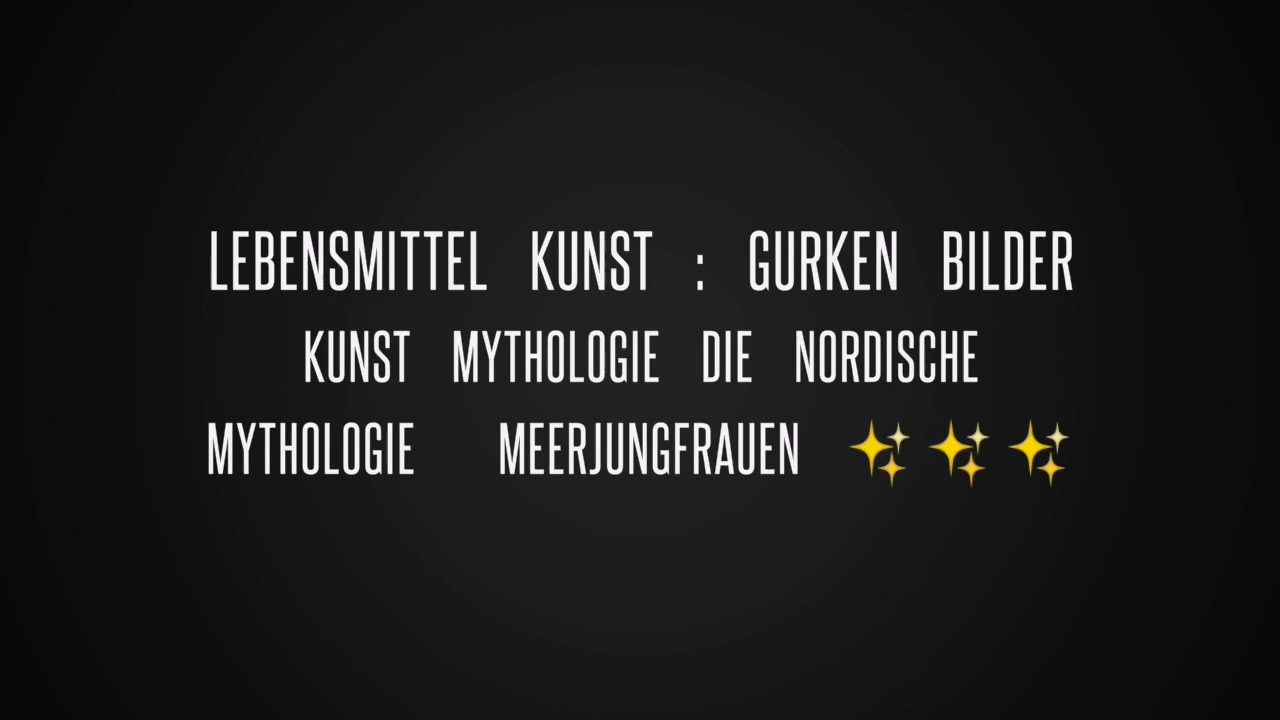 LEBENSMITTEL KUNST : GURKEN BILDER
KUNST MYTHOLOGIE DIE NORDISCHE
MYTHOLOGIE MEERJUNGFRAUEN ✨✨✨